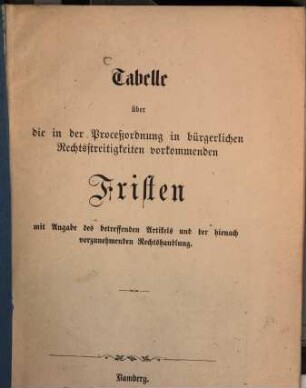 Tabelle
über
die in der Proceßordnung in bürgerlichen
Rechtsstreitigkeiten vorkommenden
Fristen
mit Angabe des betreffenden Artikels und der hienach
vorzunehmenden Rechtshandlung.
Bamberg.